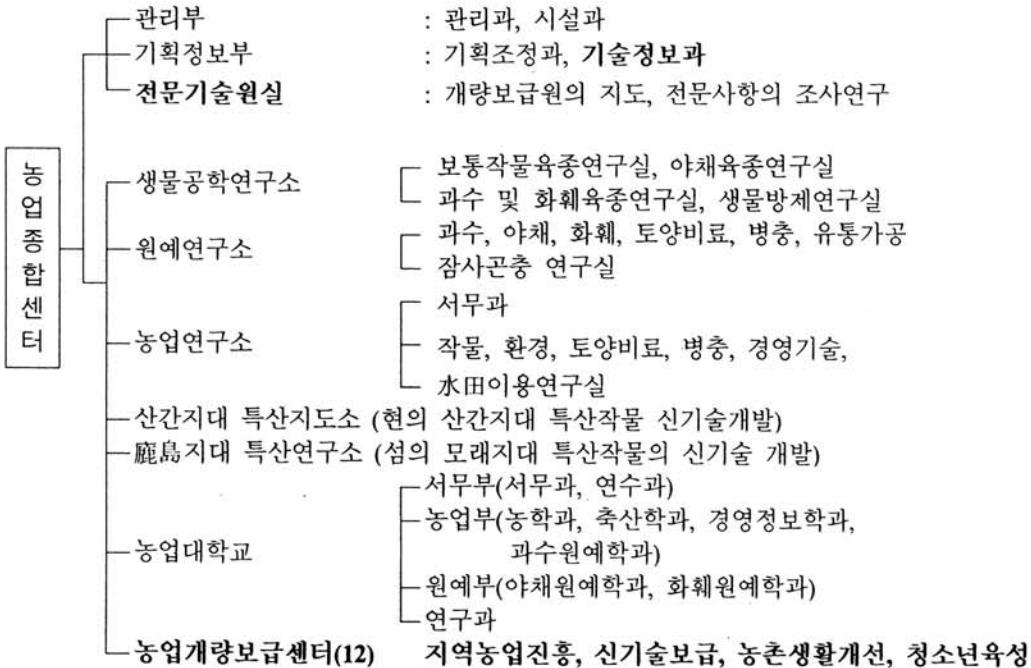 관리부 : 관리과, 시설과
기획정보부 : 기획조정과, 기술정보과
전문기술원실 : 개량보급원의 지도, 전문사항의 조사연구
농업종합센터
생물공학연구소
보통작물육종연구실, 야채육종연구실
과수 및 화훼육종연구실, 생물방제연구실
원예연구소
과수, 야채, 화훼, 토양비료, 병충, 유통가공
잠사곤충 연구실
농업연구소
서무과
작물, 환경, 토양비료, 병충, 경영기술,
水田이용연구실
산간지대 특산지도소 (현의 산간지대 특산작물 신기술개발)
鹿島지대 특산연구소 (섬의 모래지대 특산작물의 신기술 개발)
농업대학교
서무부(서무과, 연수과)
농업부(농학과, 축산학과, 경영정보학과,
과수원예학과)
원예부(야채원예학과, 화훼원예학과)
연구과
농업개량보급센터(12) 지역농업진흥, 신기술보급, 농촌생활개선, 청소년육성